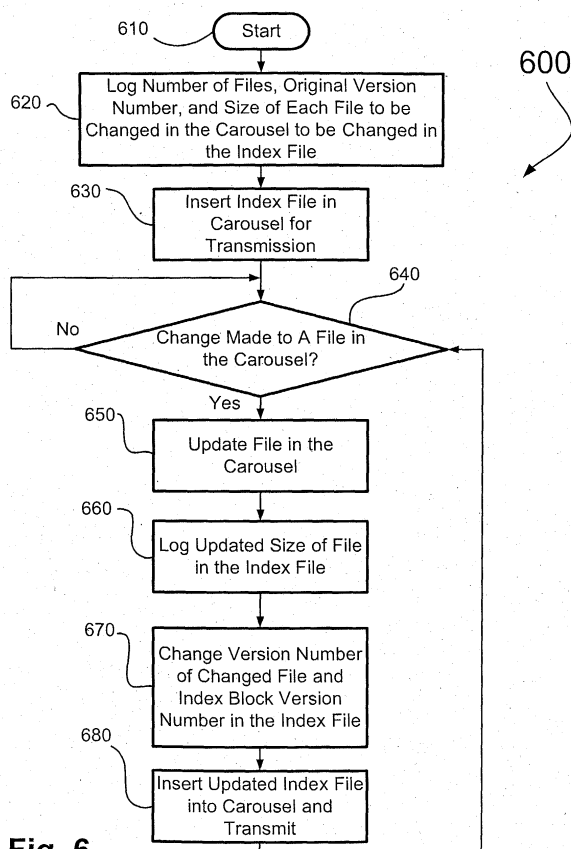 610
Start
600
620
Log Number of Files, Original Version
Number, and Size of Each File to be
Changed in the Carousel to be Changed in
the Index File
630
Insert Index File in
Carousel for
Transmission
640
No
Change Made to A File in
the Carousel?
Yes
650
Update File in the
Carousel
660
Log Updated Size of File
in the Index File
670
Change Version Number
of Changed File and
Index Block Version
Number in the Index File
680
Insert Updated Index File
into Carousel and
Transmit
Fig. 6